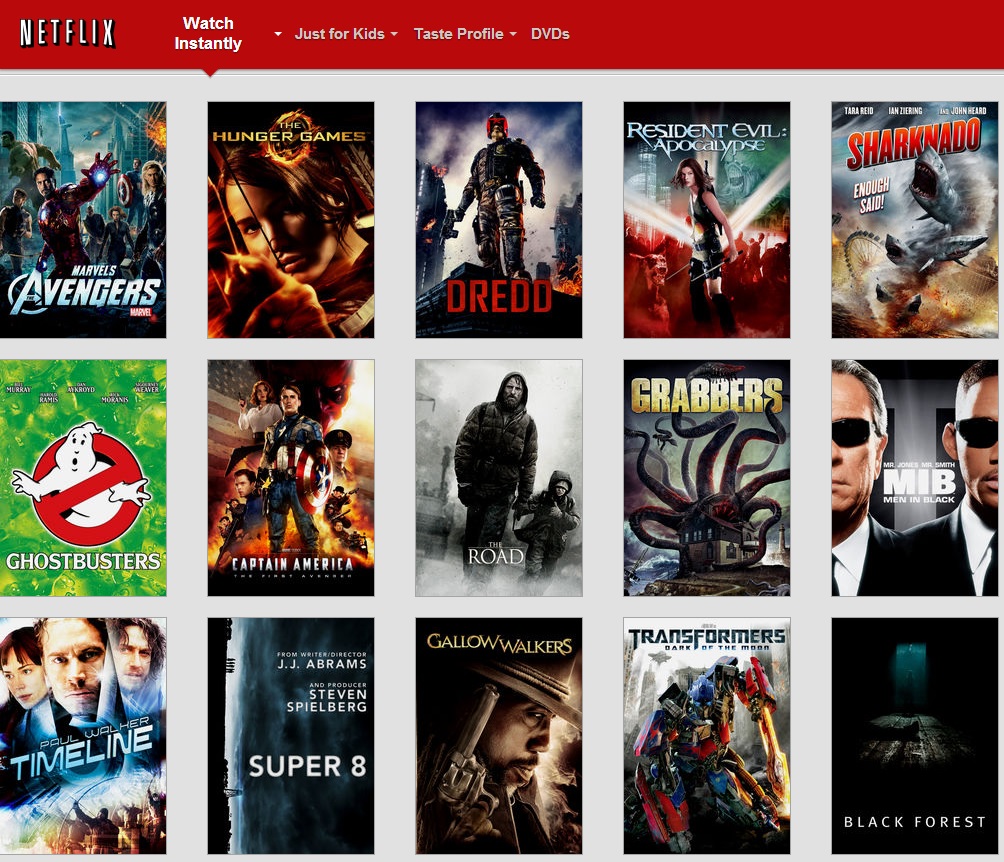 NETFLIX
Watch
Instantly
Just for Kids
Taste Profile
DVDs
MARVEL'S
THE AVENGERS
MARVEL
THE
HUNGER GAMES
DREDD
RESIDENT EVIL:
APOCALYPSE
TARA REID IAN ZIERING AND JOHN HEARD
SHARKNADO
ENOUGH
SAID!
BILL
MURRAY
DAN
AYKROYD
SIGOURNEY
WEAVER
HAROLD
RAMIS
RICK
MORANIS
GHOSTBUSTERS
CAPTAIN AMERICA
THE FIRST AVENGER
THE
ROAD
GRABBERS
MR. JONES MR. SMITH
MIB
MEN IN BLACK
PAUL WALKER
TIMELINE
FROM WRITER/DIRECTOR
J.J. ABRAMS
AND PRODUCER
STEVEN
SPIELBERG
SUPER 8
GALLOWWALKERS
TRANSFORMERS
DARK OF THE MOON
BLACK FOREST